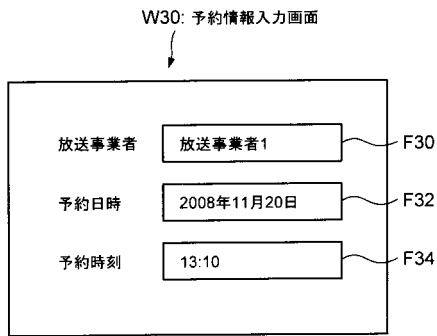 W30: 予約情報入力画面
放送事業者 放送事業者1 F30
予約日時 2008年11月20日 F32
予約時刻 13:10 F34